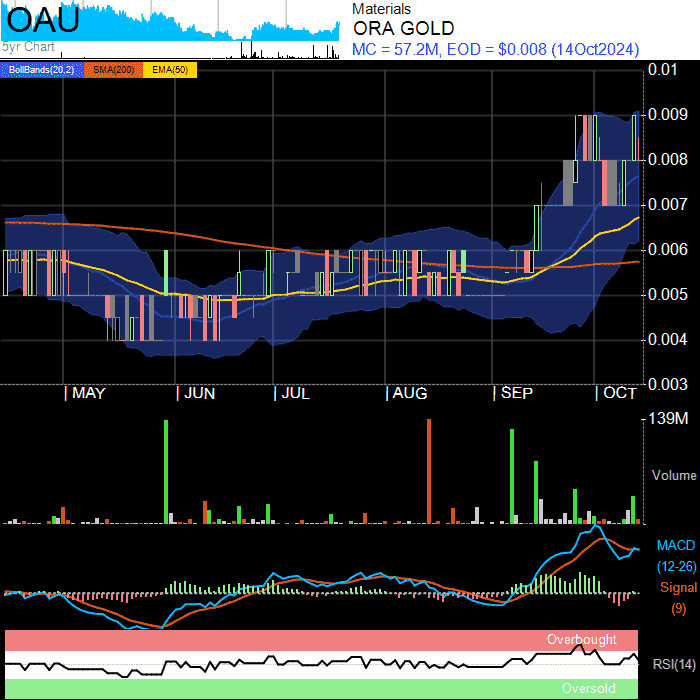 OAU
Materials
ORA GOLD
5yr Chart
MC = 57.2M, EOD = $0.008 (14Oct2024)
BollBands(20,2) SMA(200) EMA(50)
0.01
0.009
0.008
0.007
0.006
0.005
0.004
0.003
MAY JUN JUL AUG SEP OCT
139M
Volume
MACD
(12-26)
Signal
(9)
Overbought
RSI(14)
Oversold